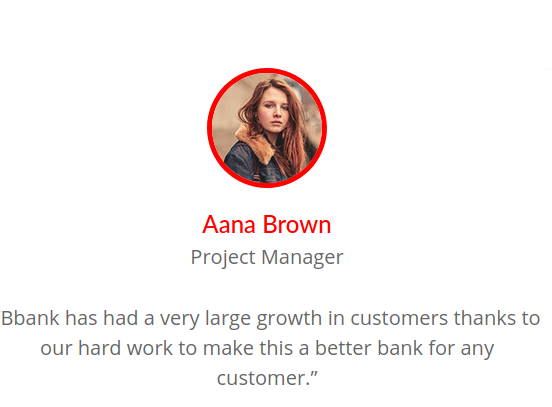 Aana Brown
Project Manager
“Bbank has had a very large growth in customers thanks to
our hard work to make this a better bank for any
customer.”